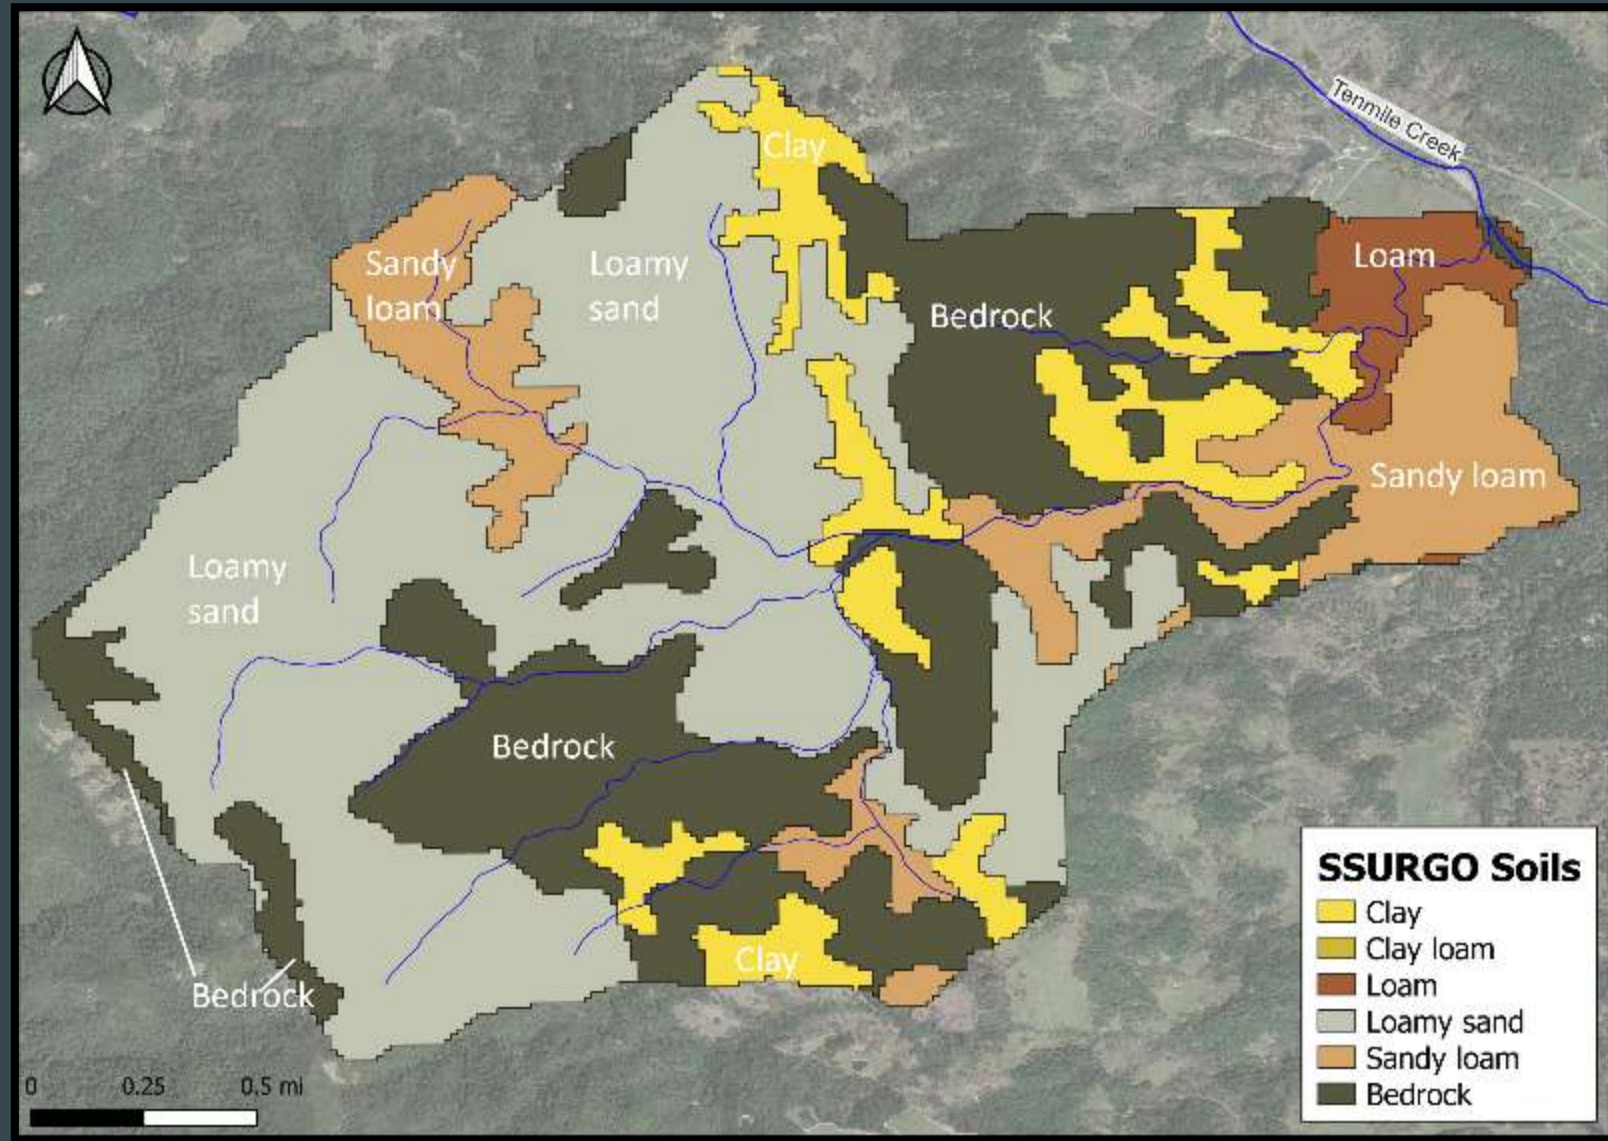 Tenmile Creek
Clay
Sandy
loam
Loamy
sand
Loam
Bedrock
Sandy loam
Loamy
sand
Bedrock
Clay
Bedrock
0 0.25 0.5 mi
SSURGO Soils
Clay
Clay loam
Loam
Loamy sand
Sandy loam
Bedrock